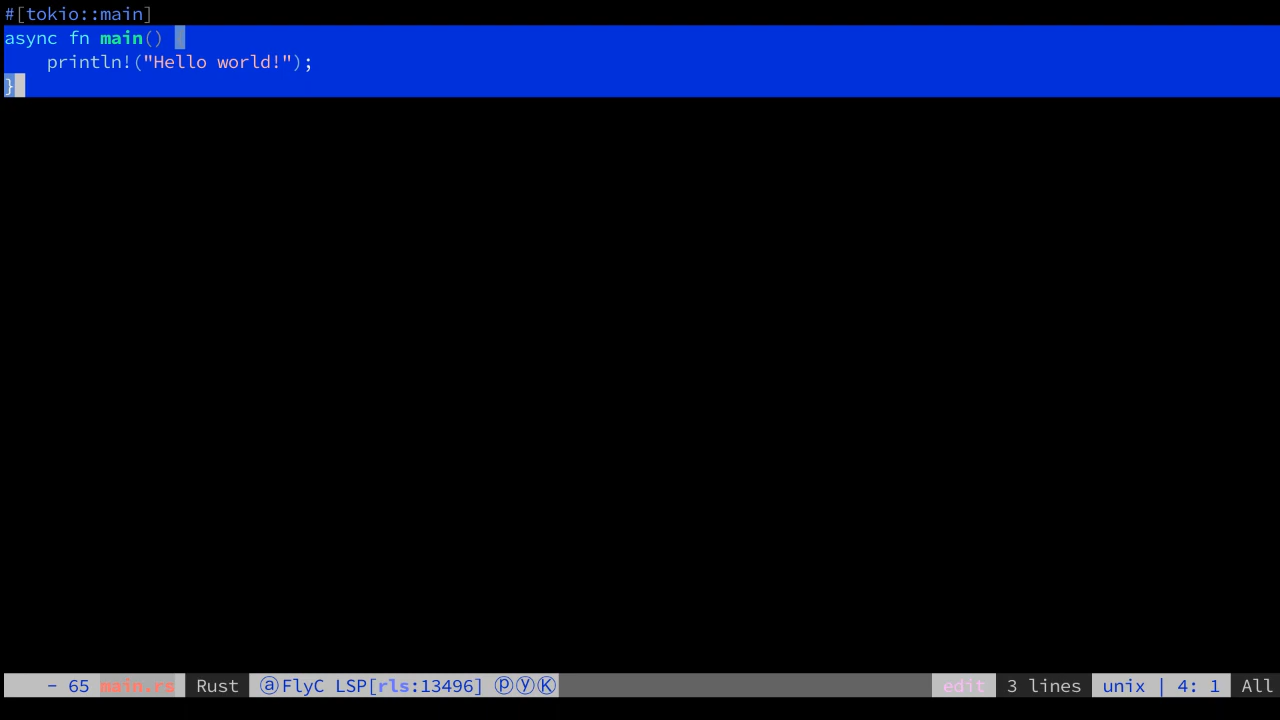 #[tokio::main]
async fn main() {
    println!("Hello world!");
}
- 65 main.rs Rust ⓐFlyC LSP[rls:13496] ⓟⓨⓀ edit 3 lines unix | 4: 1 All